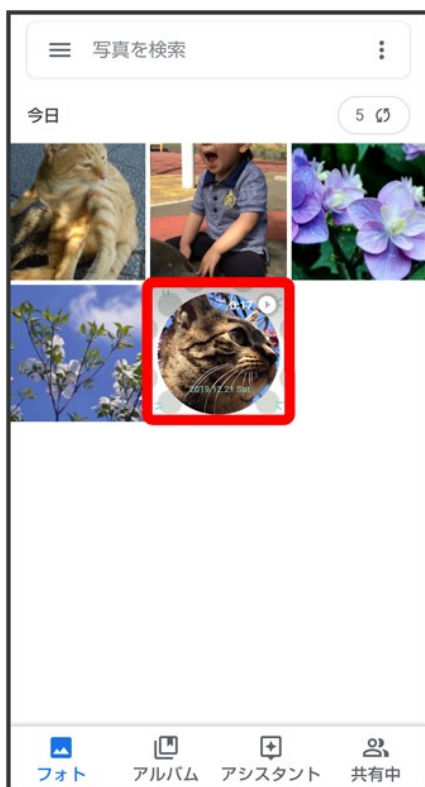 写真を検索
今日
5
0:17
2019.12.21 Sat
フォト
アルバム
アシスタント
共有中